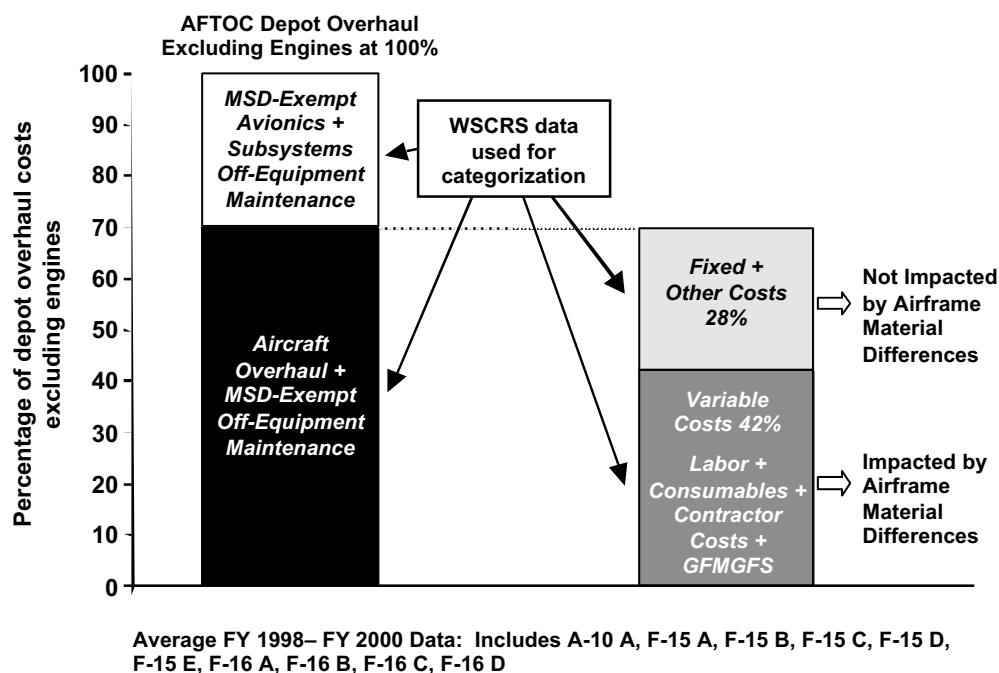 AFTOC Depot Overhaul
Excluding Engines at 100%
Percentage of depot overhaul costs
excluding engines
100
90
80
70
60
50
40
30
20
10
0
MSD-Exempt
Avionics +
Subsystems
Off-Equipment
Maintenance
Aircraft
Overhaul +
MSD-Exempt
Off-Equipment
Maintenance
WSCRS data
used for
categorization
Fixed +
Other Costs
28%
Variable
Costs 42%
Labor +
Consumables +
Contractor
Costs +
GFMGFS
Not Impacted
by Airframe
Material
Differences
Impacted by
Airframe
Material
Differences
Average FY 1998– FY 2000 Data: Includes A-10 A, F-15 A, F-15 B, F-15 C, F-15 D,
F-15 E, F-16 A, F-16 B, F-16 C, F-16 D